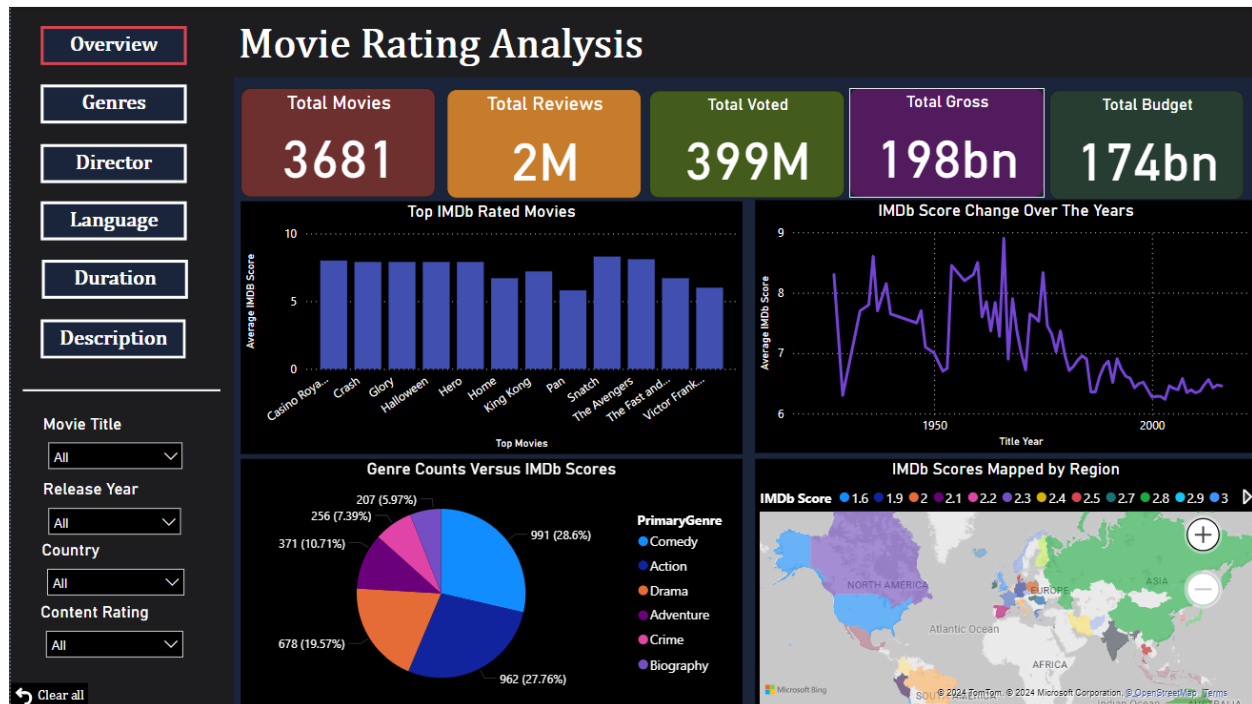 Overview
Genres
Director
Language
Duration
Description
Movie Title
All
Release Year
All
Country
All
Content Rating
All
Clear all
Movie Rating Analysis
Total Movies
3681
Total Reviews
2M
Total Voted
399M
Total Gross
198bn
Total Budget
174bn
Top IMDb Rated Movies
10
5
0
Average IMDB Score
Casino Roya...
Crash
Glory
Halloween
Hero
Home
King Kong
Pan
Snatch
The Avengers
The Fast and...
Victor Frank...
Top Movies
IMDb Score Change Over The Years
9
8
7
6
Average IMDb Score
1950
2000
Title Year
Genre Counts Versus IMDb Scores
207 (5.97%)
256 (7.39%)
371 (10.71%)
678 (19.57%)
991 (28.6%)
962 (27.76%)
PrimaryGenre
Comedy
Action
Drama
Adventure
Crime
Biography
IMDb Scores Mapped by Region
IMDb Score 1.6 1.9 2 2.1 2.2 2.3 2.4 2.5 2.7 2.8 2.9 3
NORTH AMERICA
EUROPE
ASIA
Atlantic Ocean
AFRICA
SOUTH AMERICA
Indian Ocean
AUSTRALIA
Microsoft Bing
© 2024 TomTom, © 2024 Microsoft Corporation, © OpenStreetMap Terms